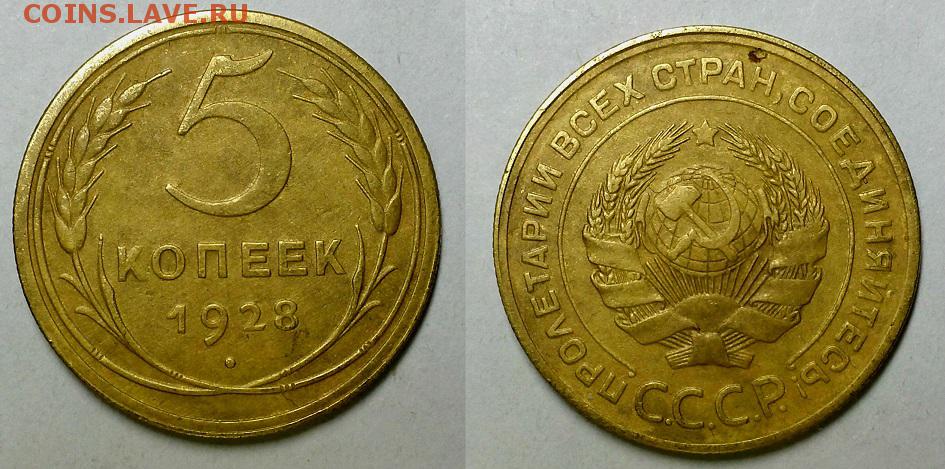 COINS.LAVE.RU
5
КОПЕЕК
1928
ПРОЛЕТАРИИ ВСЕХ СТРАН, СОЕДИНЯЙТЕСЬ!
С.С.С.Р.